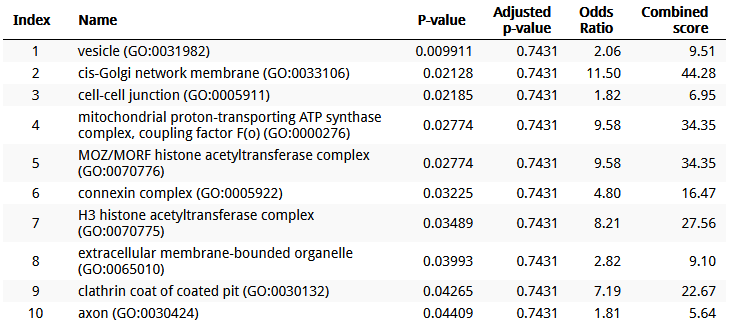 Index Name P-value Adjusted p-value Odds Ratio Combined score
1 vesicle (GO:0031982) 0.009911 0.7431 2.06 9.51
2 cis-Golgi network membrane (GO:0033106) 0.02128 0.7431 11.50 44.28
3 cell-cell junction (GO:0005911) 0.02185 0.7431 1.82 6.95
4 mitochondrial proton-transporting ATP synthase
complex, coupling factor F(o) (GO:0000276) 0.02774 0.7431 9.58 34.35
5 MOZ/MORF histone acetyltransferase complex
(GO:0070776) 0.02774 0.7431 9.58 34.35
6 connexin complex (GO:0005922) 0.03225 0.7431 4.80 16.47
7 H3 histone acetyltransferase complex
(GO:0070775) 0.03489 0.7431 8.21 27.56
8 extracellular membrane-bounded organelle
(GO:0065010) 0.03993 0.7431 2.82 9.10
9 clathrin coat of coated pit (GO:0030132) 0.04265 0.7431 7.19 22.67
10 axon (GO:0030424) 0.04409 0.7431 1.81 5.64